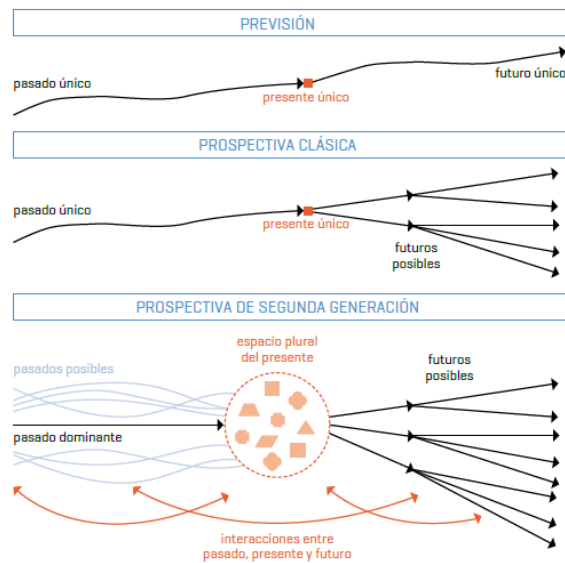 PREVISIÓN
pasado único
presente único
futuro único
PROSPECTIVA CLÁSICA
pasado único
presente único
futuros
posibles
PROSPECTIVA DE SEGUNDA GENERACIÓN
espacio plural
del presente
pasados posibles
futuros
posibles
pasado dominante
interacciones entre
pasado, presente y futuro